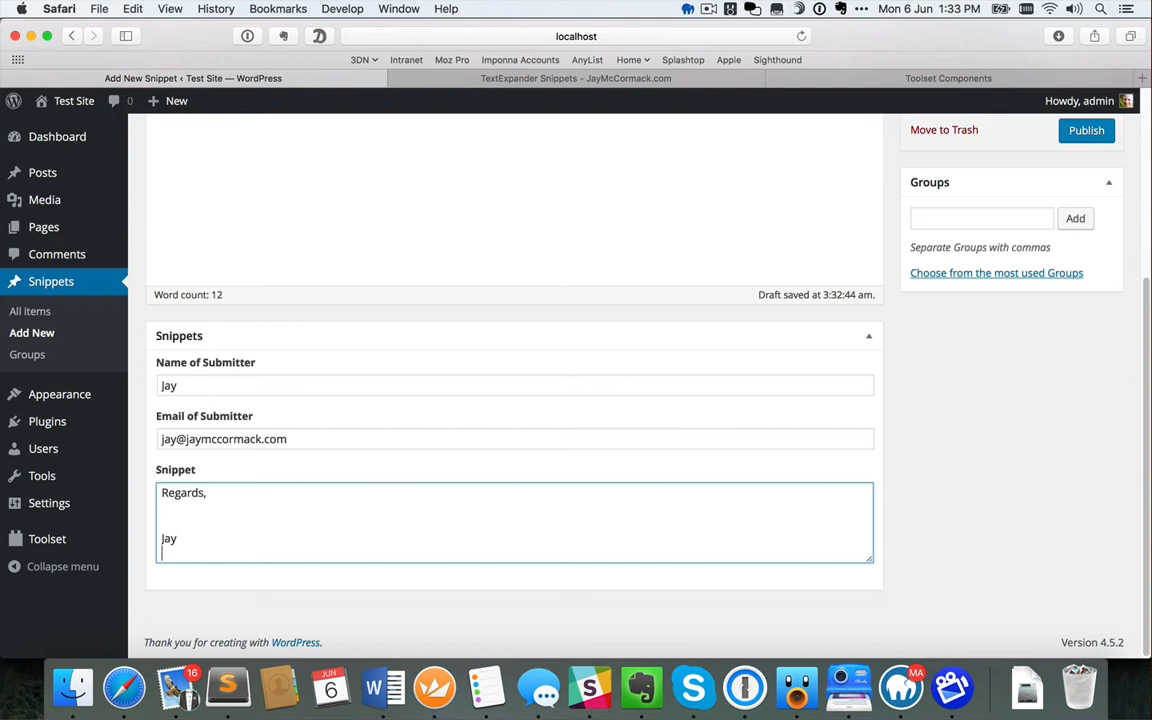 Safari File Edit View History Bookmarks Develop Window Help
Mon 6 Jun 1:33 PM
localhost
3DN Intranet Moz Pro Imponna Accounts AnyList Home Splashtop Apple Sighthound
Add New Snippet ‹ Test Site — WordPress
TextExpander Snippets - JayMcCormack.com
Toolset Components
Test Site 0 New
Howdy, admin
Dashboard
Posts
Media
Pages
Comments
Snippets
All items
Add New
Groups
Appearance
Plugins
Users
Tools
Settings
Toolset
Collapse menu
Word count: 12
Draft saved at 3:32:44 am.
Snippets
Name of Submitter
Jay
Email of Submitter
jay@jaymccormack.com
Snippet
Regards,
Jay
Move to Trash
Publish
Groups
Add
Separate Groups with commas
Choose from the most used Groups
Thank you for creating with WordPress.
Version 4.5.2
16
JUN
6
MA